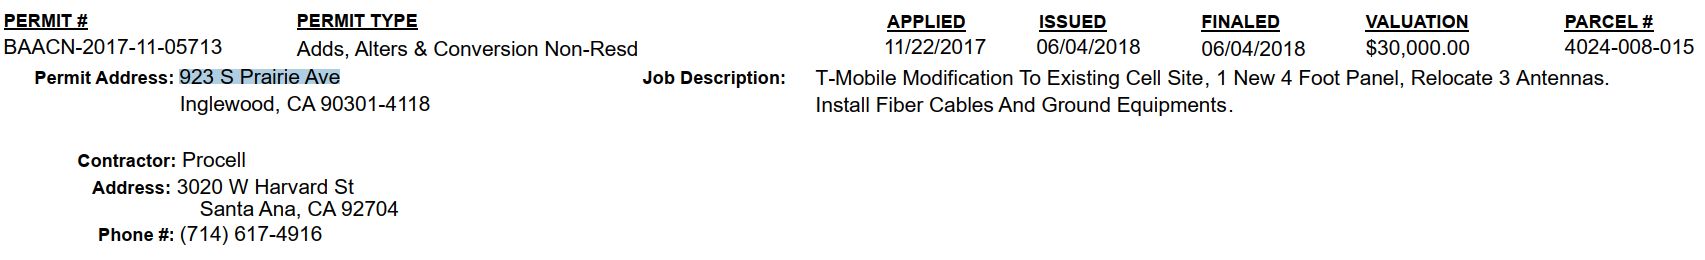 PERMIT # PERMIT TYPE APPLIED ISSUED FINALED VALUATION PARCEL #
BAACN-2017-11-05713 Adds, Alters & Conversion Non-Resd 11/22/2017 06/04/2018 06/04/2018 $30,000.00 4024-008-015
Permit Address: 923 S Prairie Ave Job Description: T-Mobile Modification To Existing Cell Site, 1 New 4 Foot Panel, Relocate 3 Antennas.
Inglewood, CA 90301-4118 Install Fiber Cables And Ground Equipments.
Contractor: Procell
Address: 3020 W Harvard St
Santa Ana, CA 92704
Phone #: (714) 617-4916